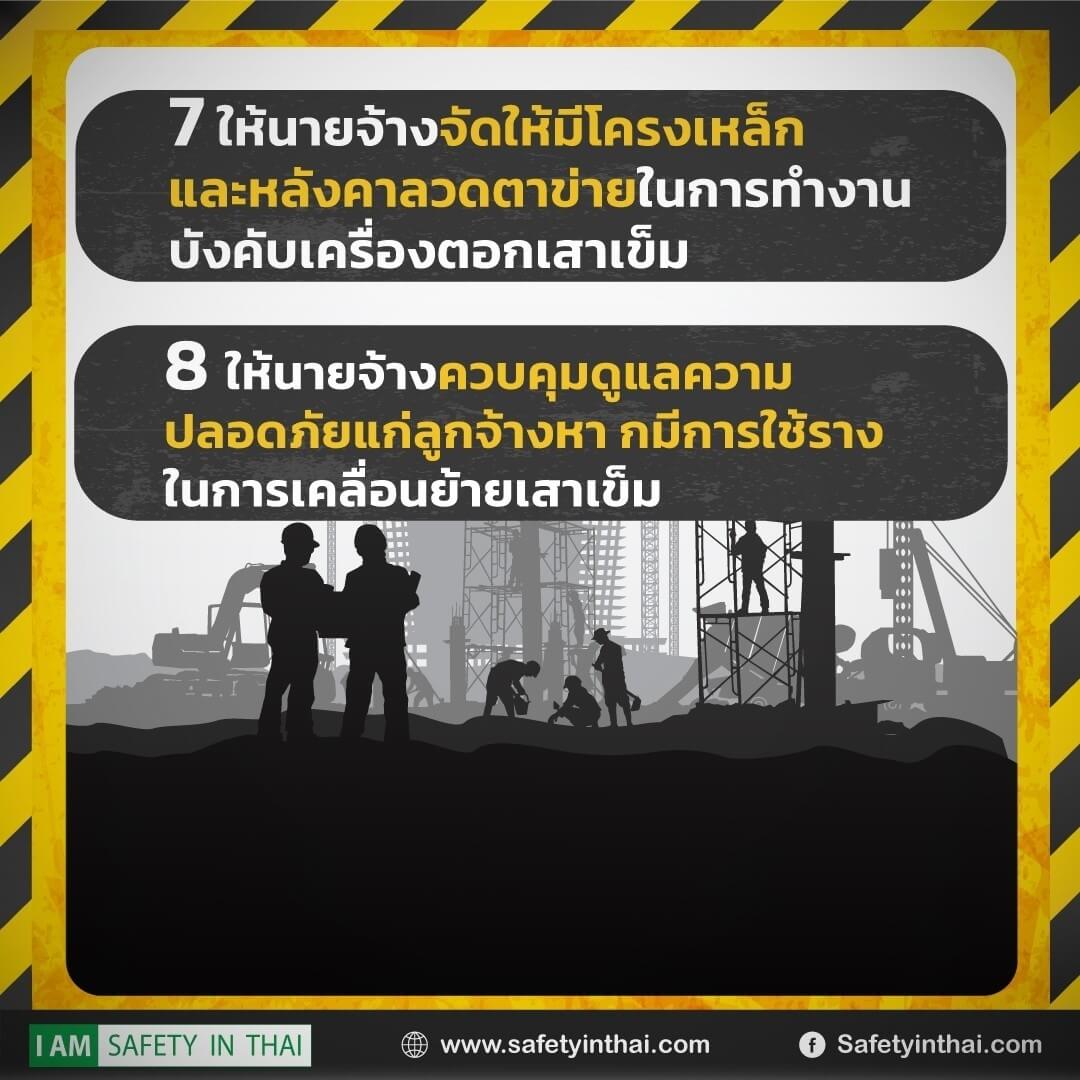 7 ให้นายจ้างจัดให้มีโครงเหล็ก
และหลังคาลวดตาข่ายในการทำงาน
บังคับเครื่องตอกเสาเข็ม
8 ให้นายจ้างควบคุมดูแลความ
ปลอดภัยแก่ลูกจ้างหา กมีการใช้ราง
ในการเคลื่อนย้ายเสาเข็ม
I AM SAFETY IN THAI
www.safetyinthai.com
Safetyinthai.com